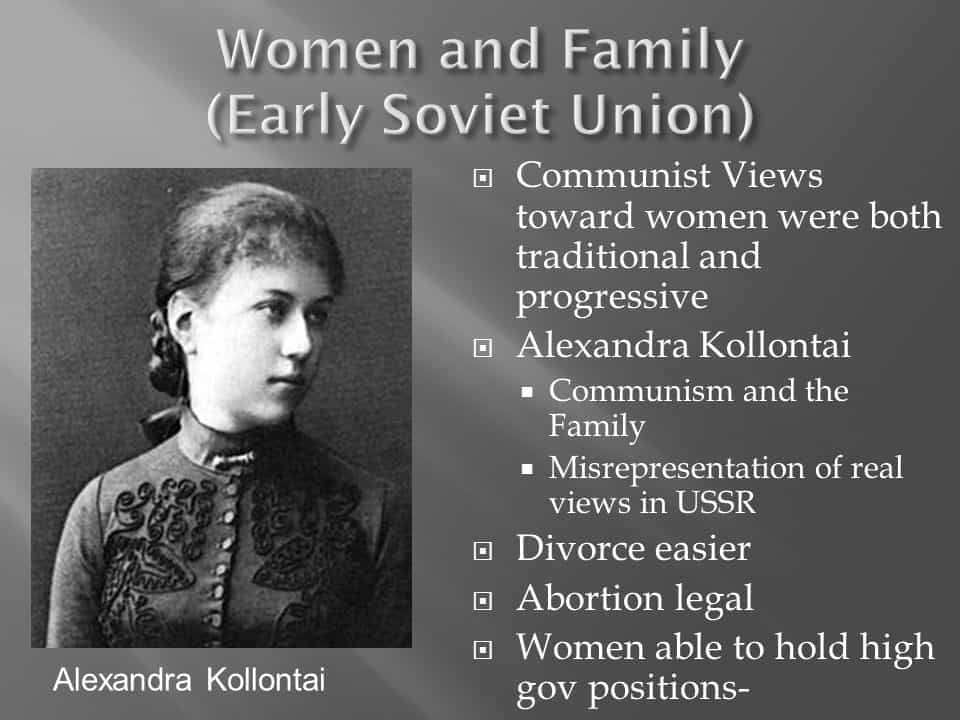 Women and Family
(Early Soviet Union)
Communist Views
toward women were both
traditional and
progressive
Alexandra Kollontai
Communism and the
Family
Misrepresentation of real
views in USSR
Divorce easier
Abortion legal
Women able to hold high
gov positions-
Alexandra Kollontai